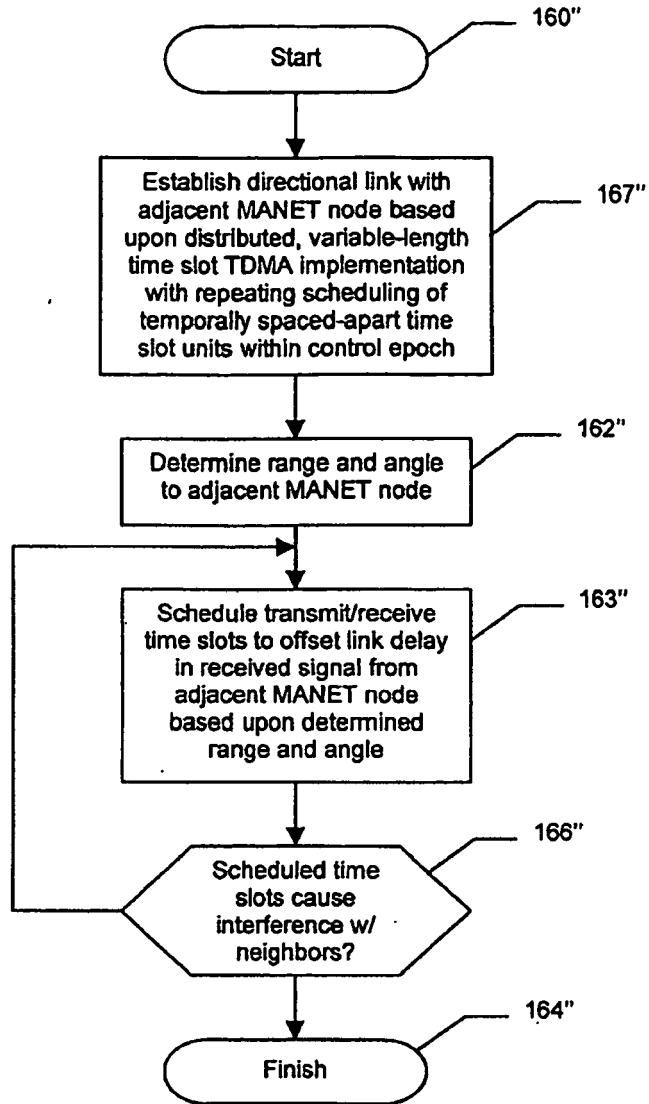 Start
160"
Establish directional link with
adjacent MANET node based
upon distributed, variable-length
time slot TDMA implementation
with repeating scheduling of
temporally spaced-apart time
slot units within control epoch
167"
Determine range and angle
to adjacent MANET node
162"
Schedule transmit/receive
time slots to offset link delay
in received signal from
adjacent MANET node
based upon determined
range and angle
163"
Scheduled time
slots cause
interference w/
neighbors?
166"
Finish
164"